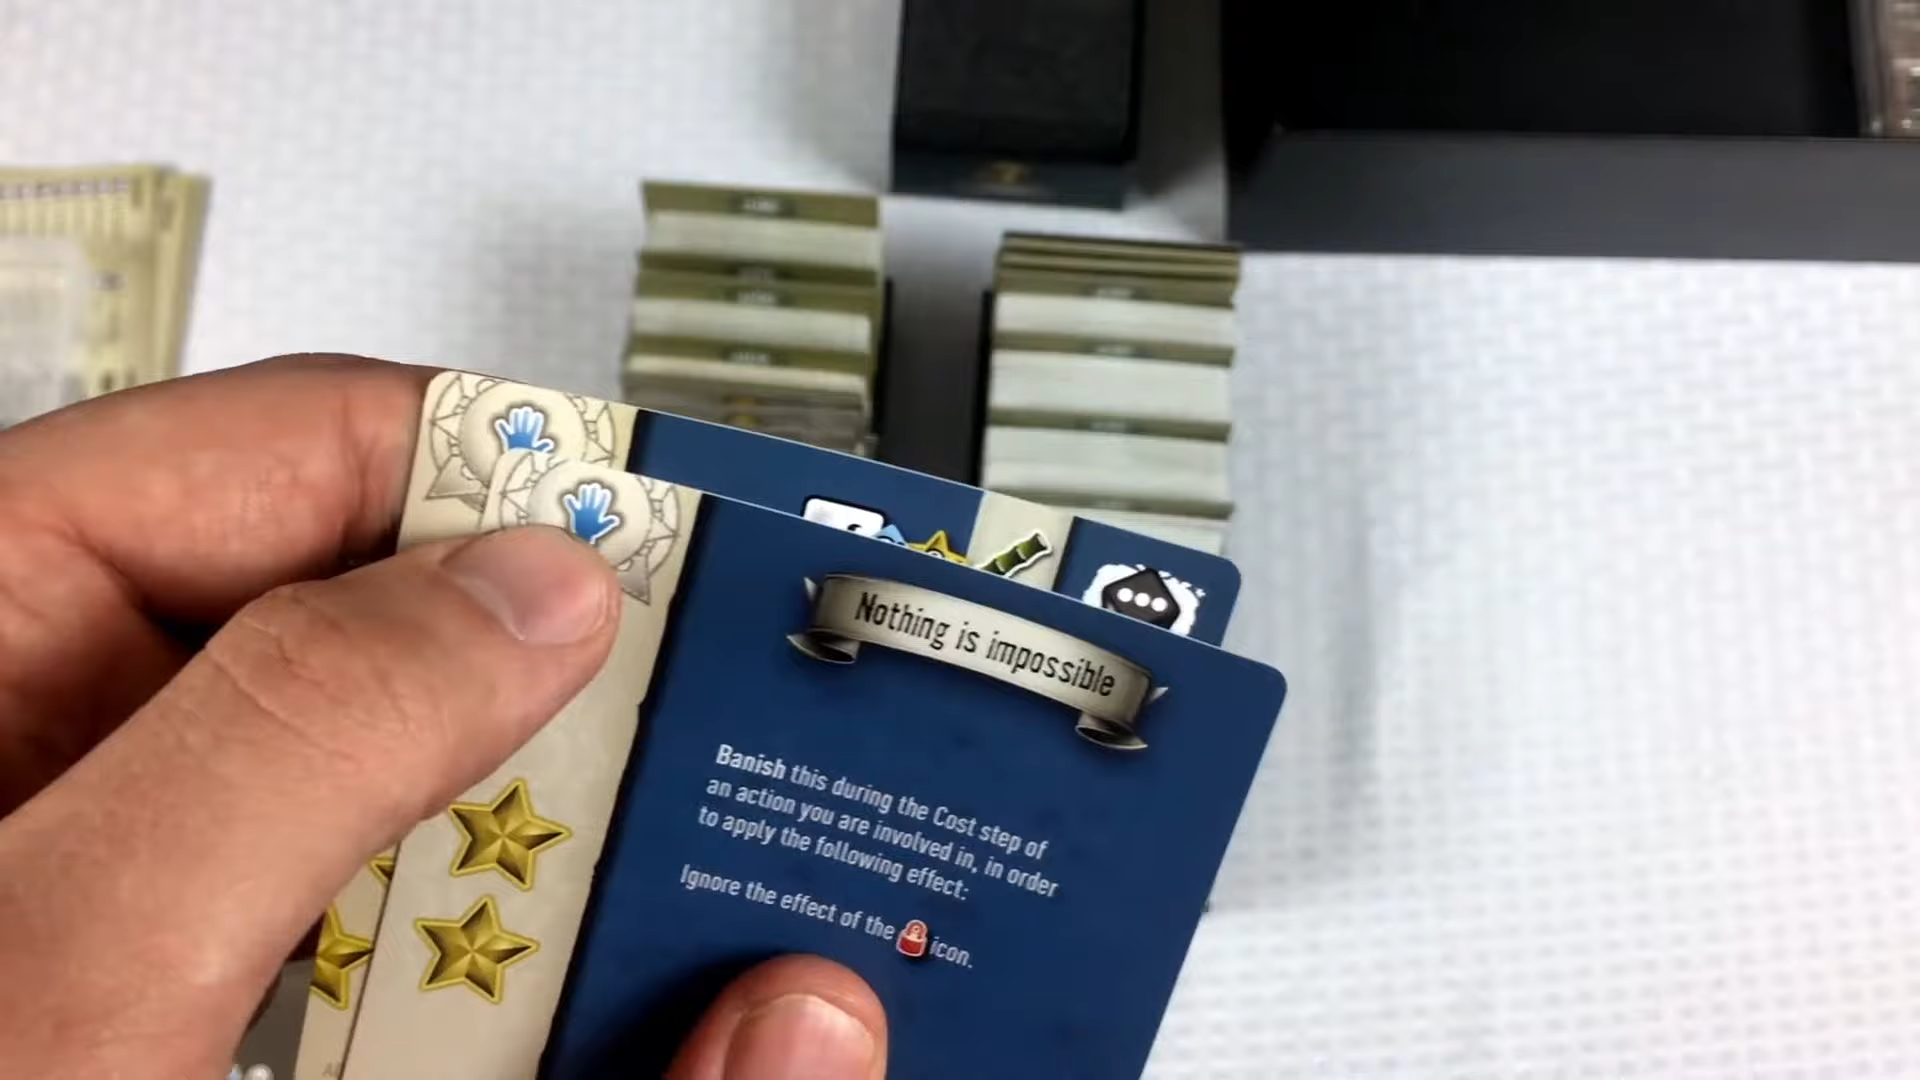 Nothing is impossible
Banish this during the Cost step of
an action you are involved in, in order
to apply the following effect:
Ignore the effect of the icon.